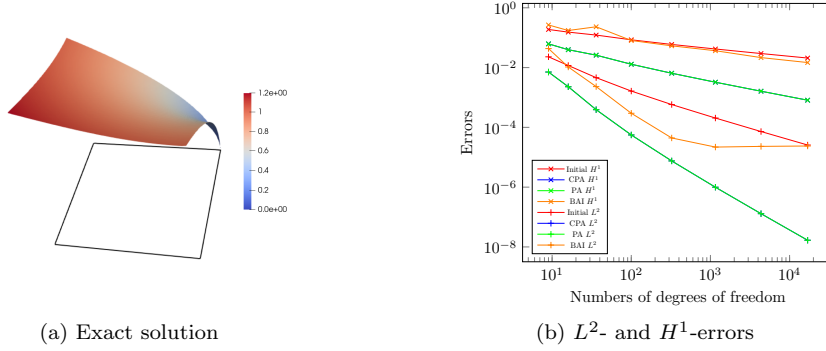 1.2e+00
1
0.8
0.6
0.4
0.2
0.0e+00
(a) Exact solution
10^0
10^-2
10^-4
10^-6
10^-8
Errors
Initial H^1
CPA H^1
PA H^1
BAI H^1
Initial L^2
CPA L^2
PA L^2
BAI L^2
10^1
10^2
10^3
10^4
Numbers of degrees of freedom
(b) L^2- and H^1-errors